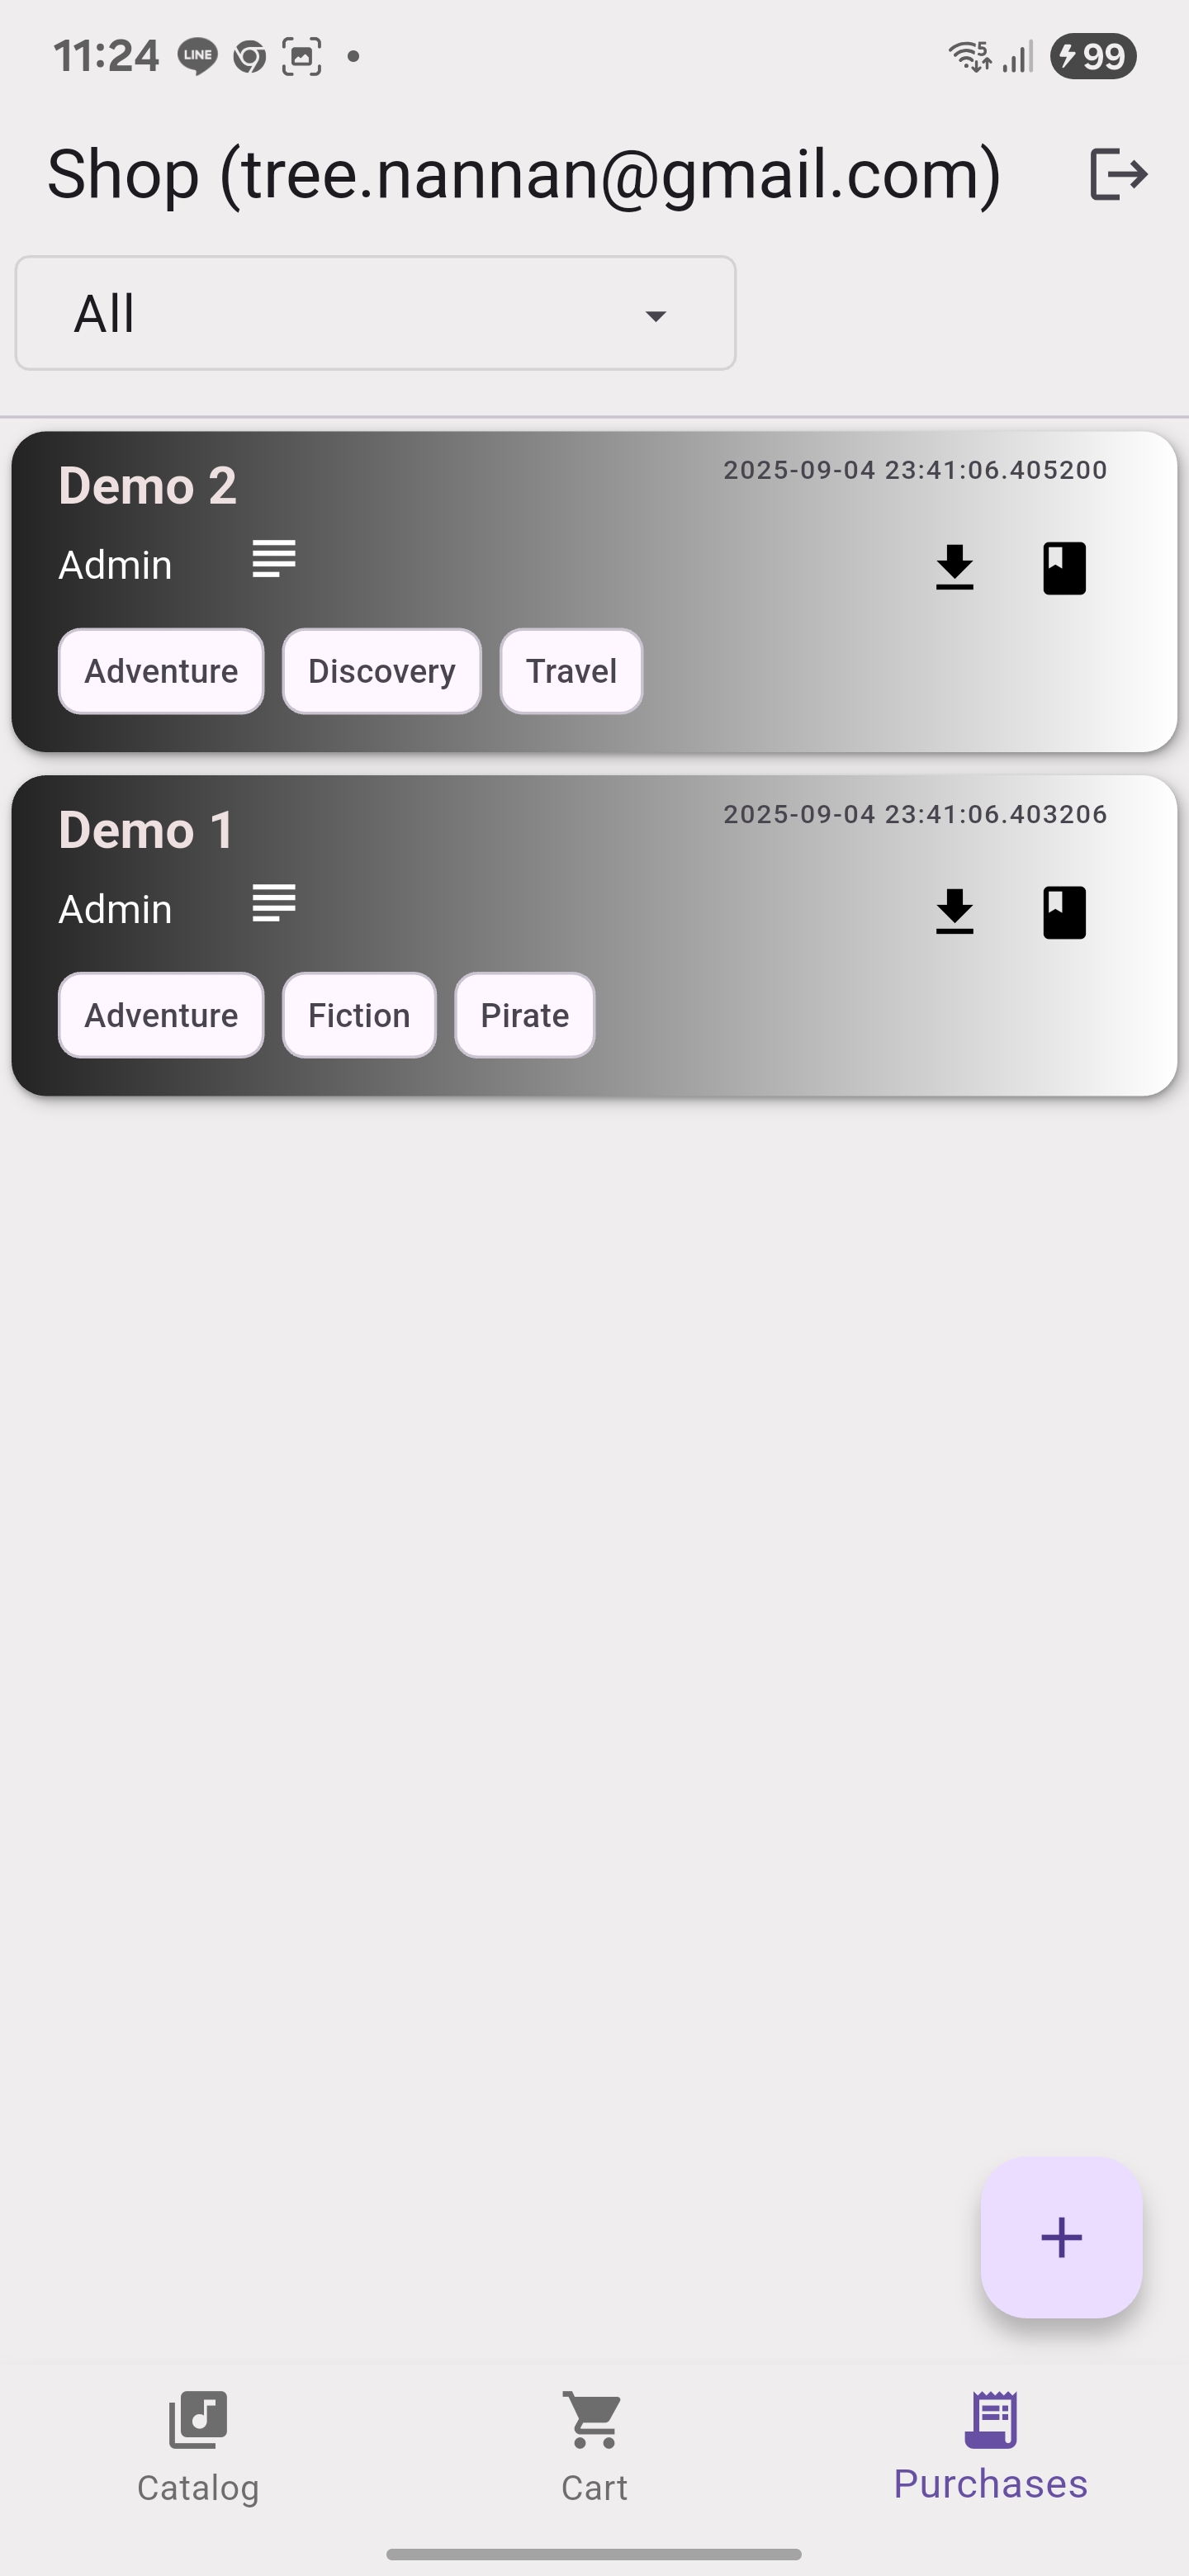 11:24 LINE 5 99
Shop (tree.nannan@gmail.com)
All
Demo 2 2025-09-04 23:41:06.405200
Admin
Adventure Discovery Travel
Demo 1 2025-09-04 23:41:06.403206
Admin
Adventure Fiction Pirate
Catalog Cart Purchases